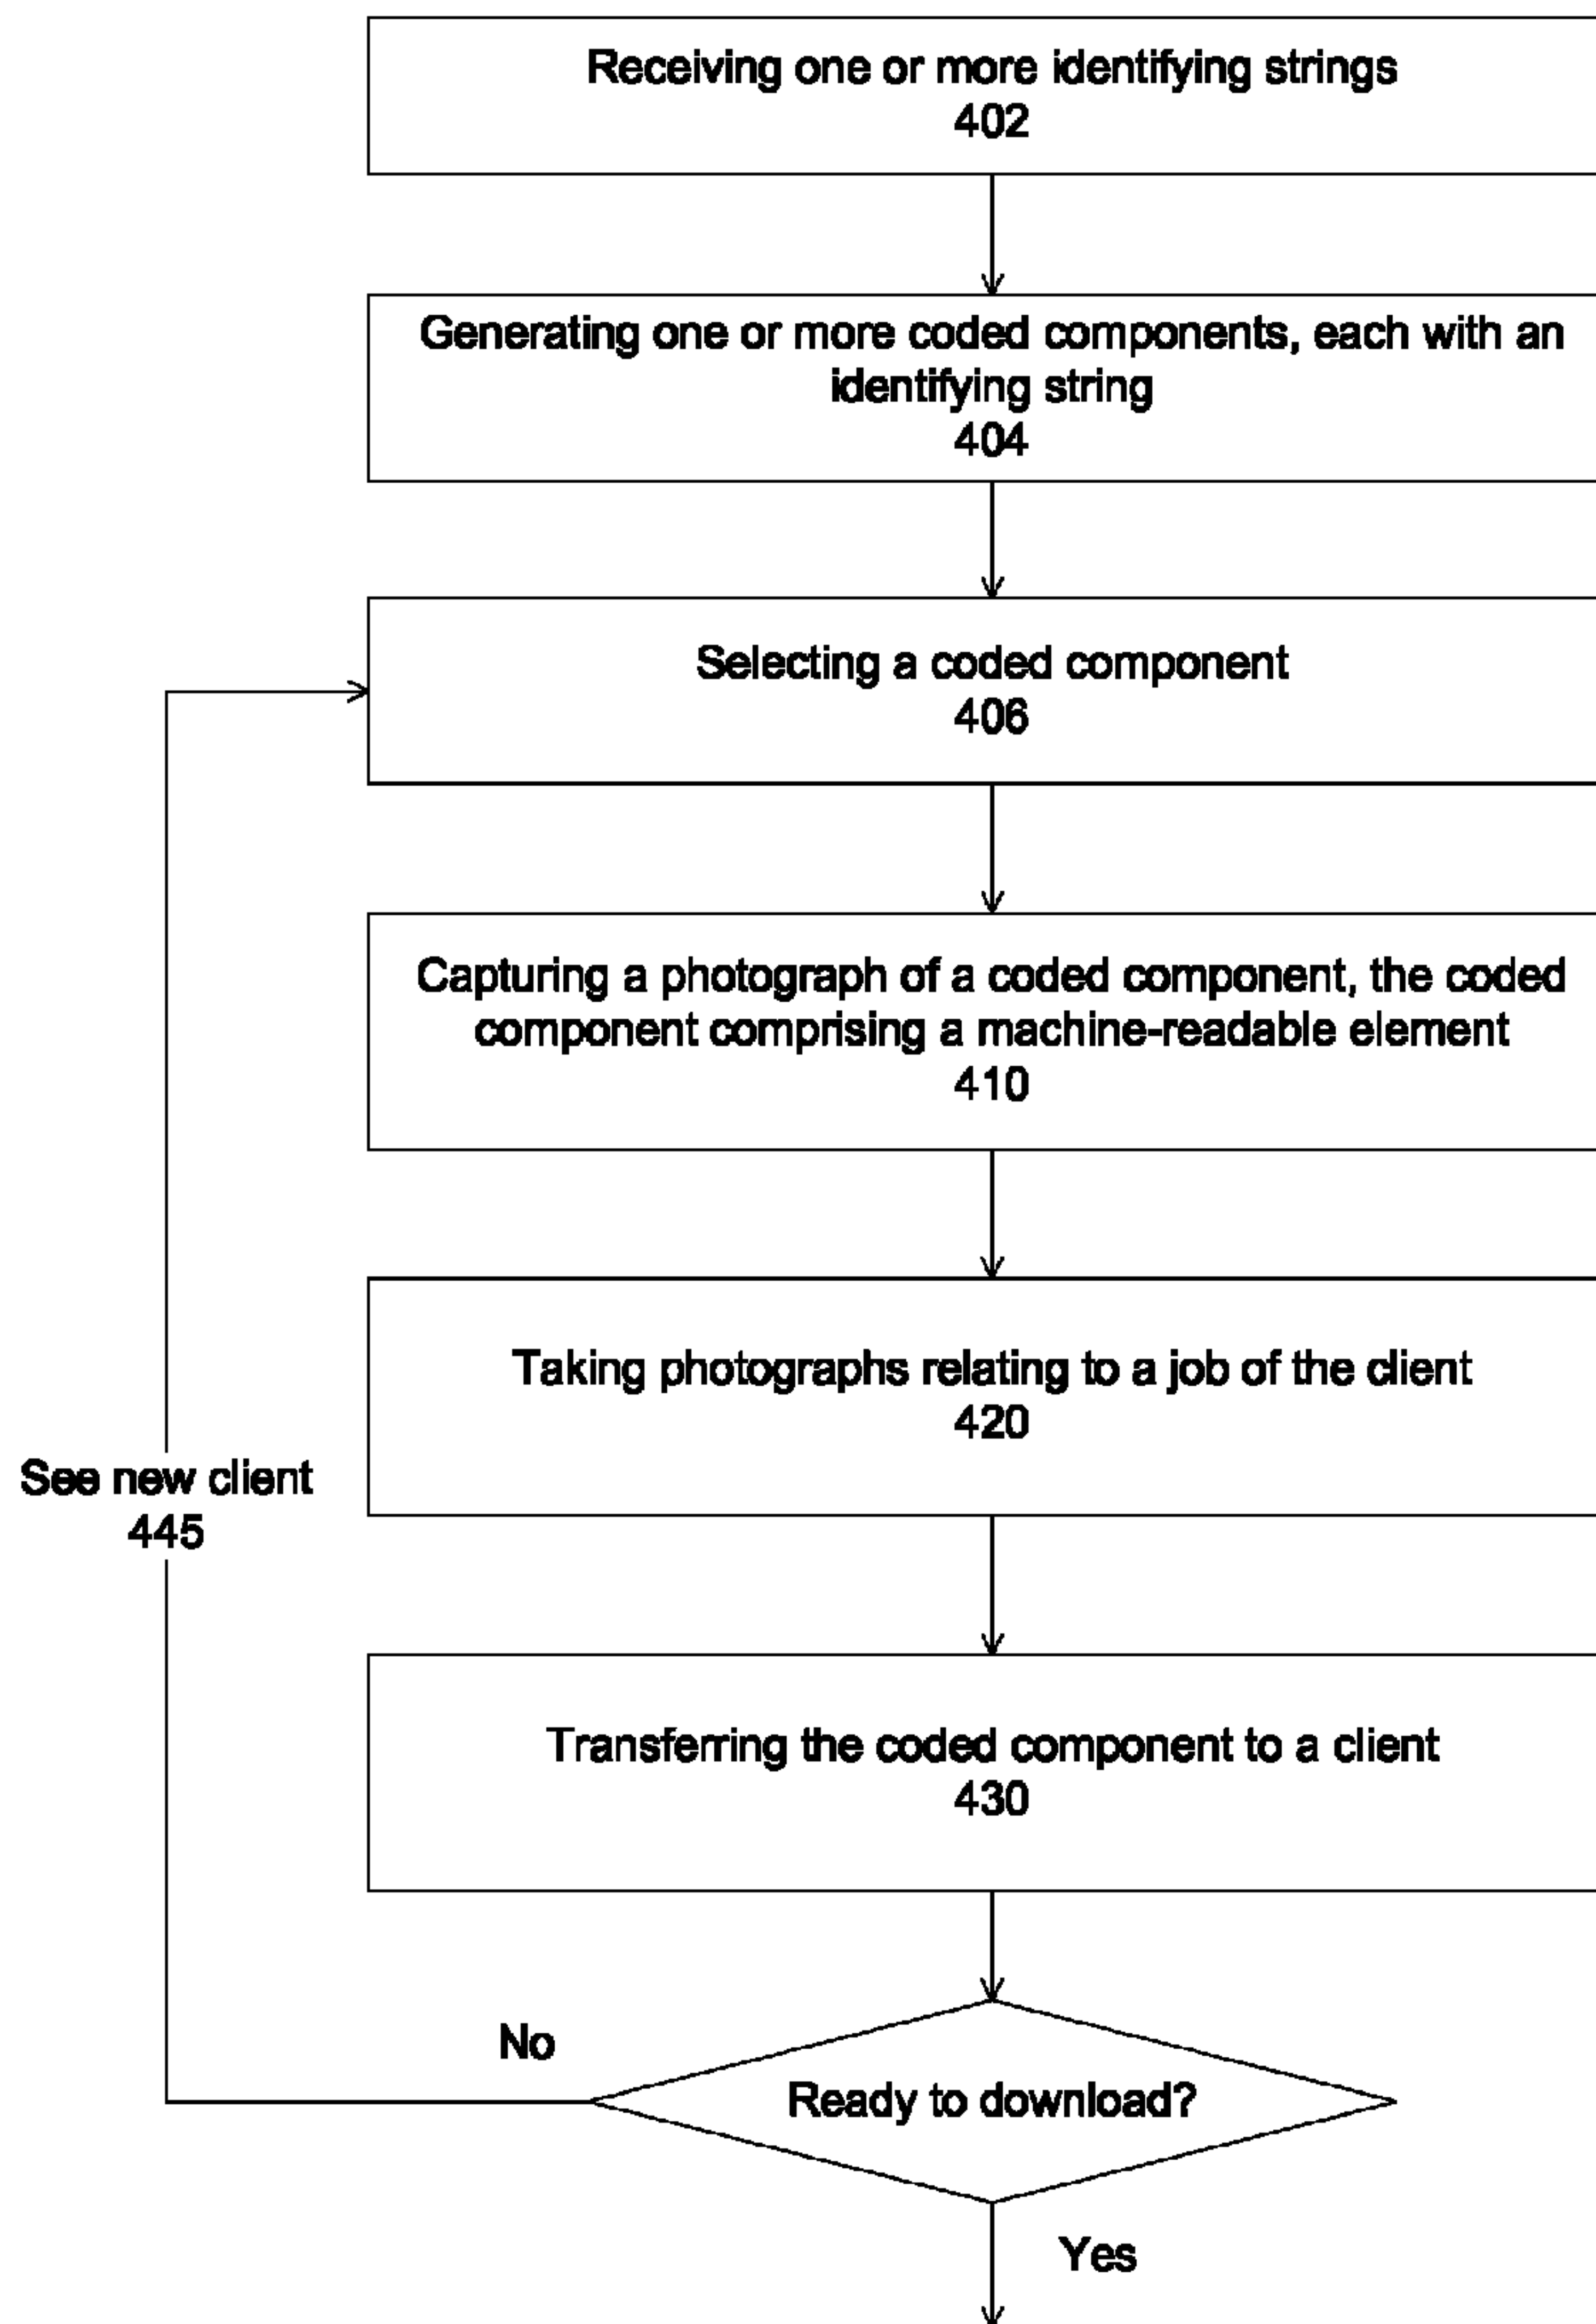 Receiving one or more identifying strings
402
Generating one or more coded components, each with an
identifying string
404
Selecting a coded component
406
Capturing a photograph of a coded component, the coded
component comprising a machine-readable element
410
Taking photographs relating to a job of the client
420
See new client
445
Transferring the coded component to a client
430
No
Ready to download?
Yes